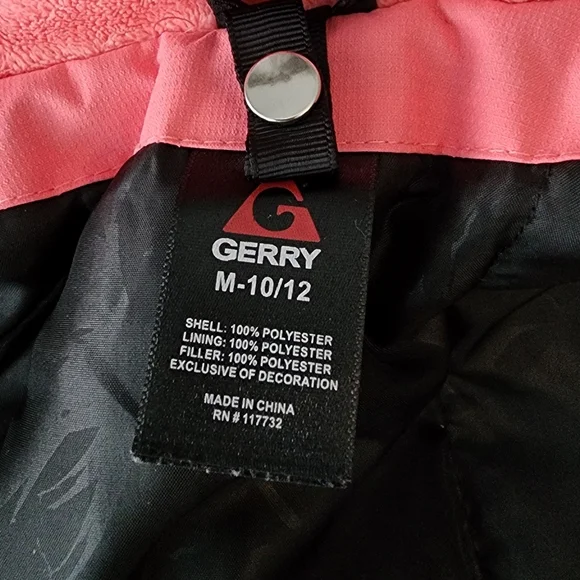 GERRY
M-10/12
SHELL: 100% POLYESTER
LINING: 100% POLYESTER
FILLER: 100% POLYESTER
EXCLUSIVE OF DECORATION
MADE IN CHINA
RN # 117732